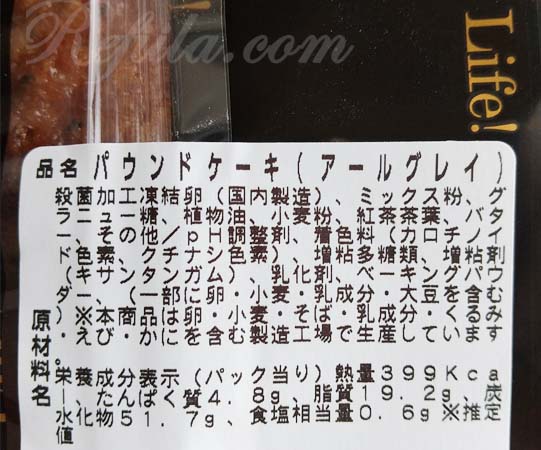 Refila.com
Life!
品名 パウンドケーキ(アールグレイ)
殺菌加工凍結卵(国内製造)、ミックス粉、グ
ラニュー糖、植物油、小麦粉、紅茶茶葉、バタ
ー、その他/pH調整剤、着色料(カロチノイ
ド色素、クチナシ色素)、増粘多糖類、増粘剤
(キサンタンガム)、乳化剤、ベーキングパウ
ダー、(一部に卵・小麦・乳成分・大豆を含む
)※本商品は卵・小麦・そば・乳成分・くるみ
えび・かにを含む製造工場で生産しています
。
原材料名
栄養成分表示(パック当り)熱量399Kca
l、たんぱく質4.8g、脂質19.2g、炭
水化物51.7g、食塩相当量0.6g※推定
値